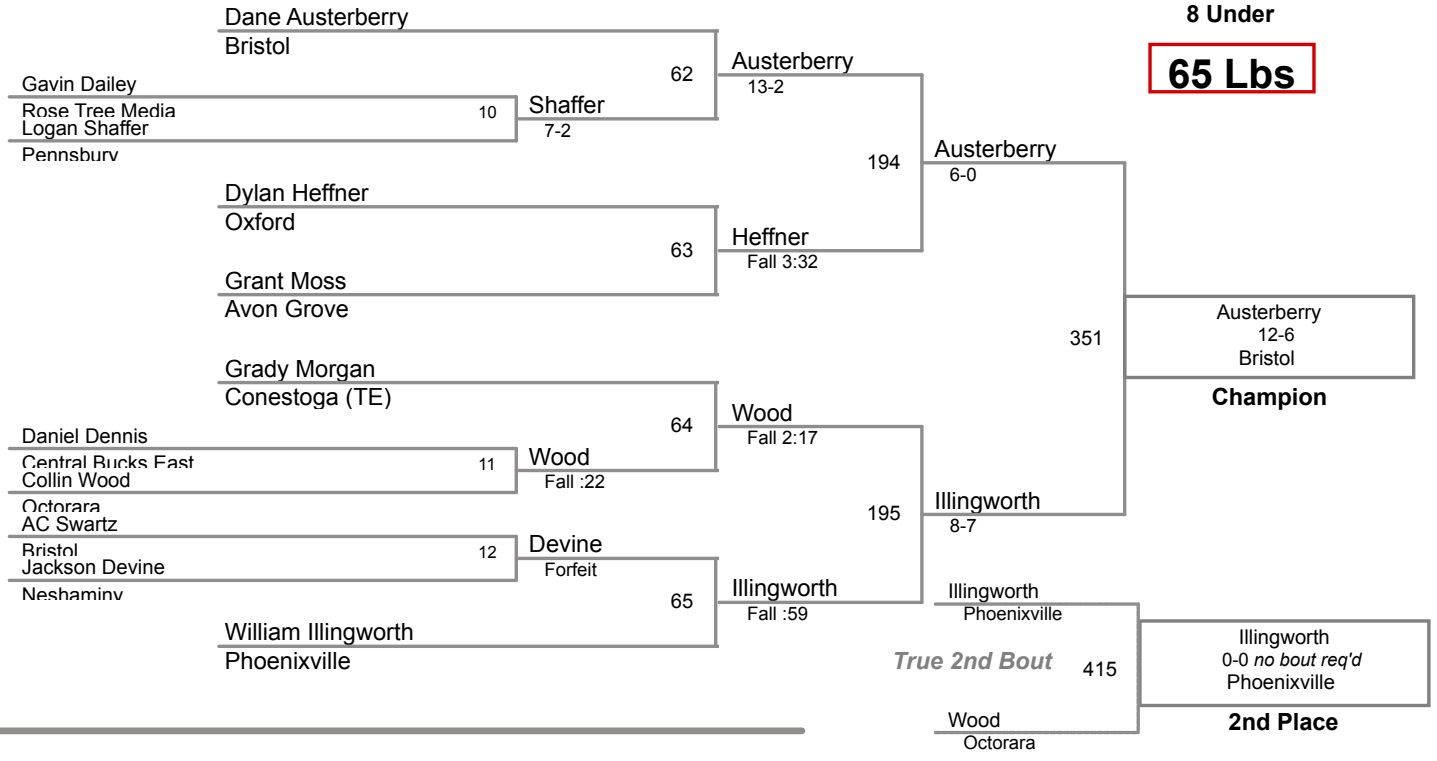 8 Under
65 Lbs
Dane Austerberry
Bristol
62
Austerberry
13-2
Gavin Dailey
Rose Tree Media
10
Logan Shaffer
Pennsbury
Shaffer
7-2
194
Austerberry
6-0
Dylan Heffner
Oxford
63
Heffner
Fall 3:32
Grant Moss
Avon Grove
351
Austerberry
12-6
Bristol
Champion
Grady Morgan
Conestoga (TE)
64
Wood
Fall 2:17
Daniel Dennis
Central Bucks East
11
Collin Wood
Octorara
Wood
Fall :22
195
Illingworth
8-7
AC Swartz
Bristol
12
Jackson Devine
Neshaminy
Devine
Forfeit
65
Illingworth
Fall :59
William Illingworth
Phoenixville
Illingworth
Phoenixville
True 2nd Bout
415
Wood
Octorara
Illingworth
0-0 no bout req'd
Phoenixville
2nd Place